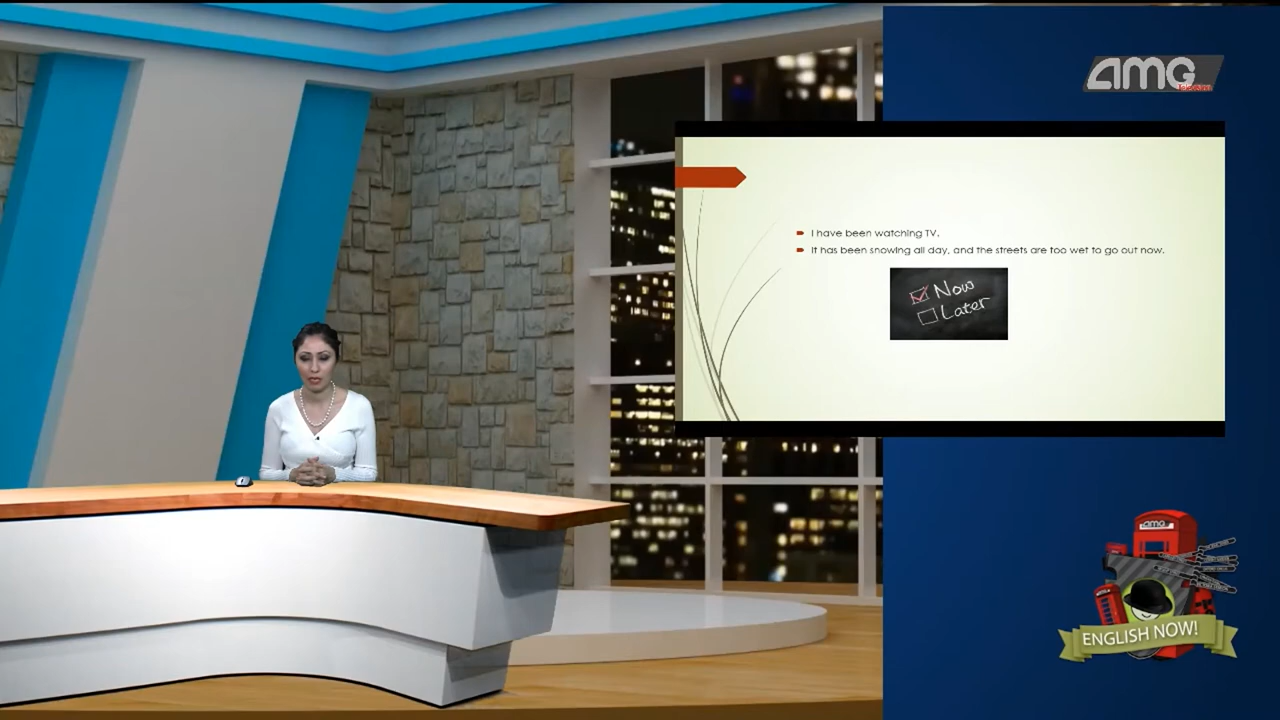 AMG
I have been watching TV.
It has been snowing all day, and the streets are too wet to go out now.
Now
Later
AMG
ENGLISH NOW!